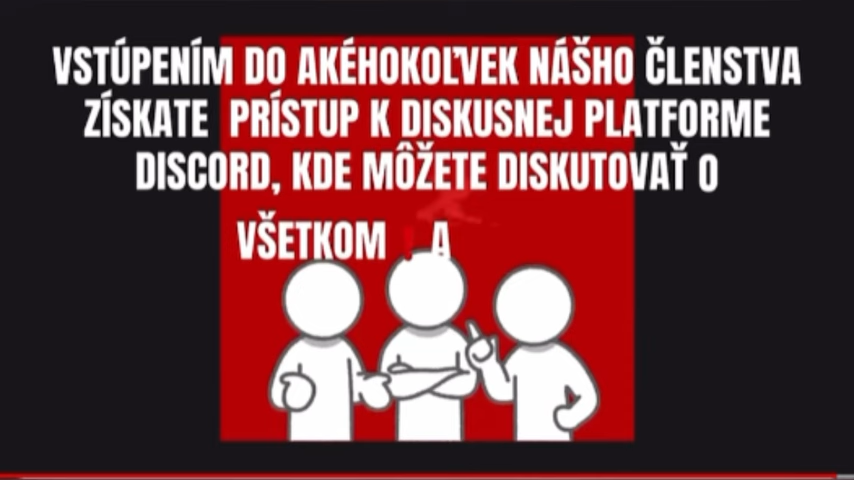 VSTÚPENÍM DO AKÉHOKOĽVEK NÁŠHO ČLENSTVA
ZÍSKATE PRÍSTUP K DISKUSNEJ PLATFORME
DISCORD, KDE MÔŽETE DISKUTOVAŤ O
VŠETKOM ! A